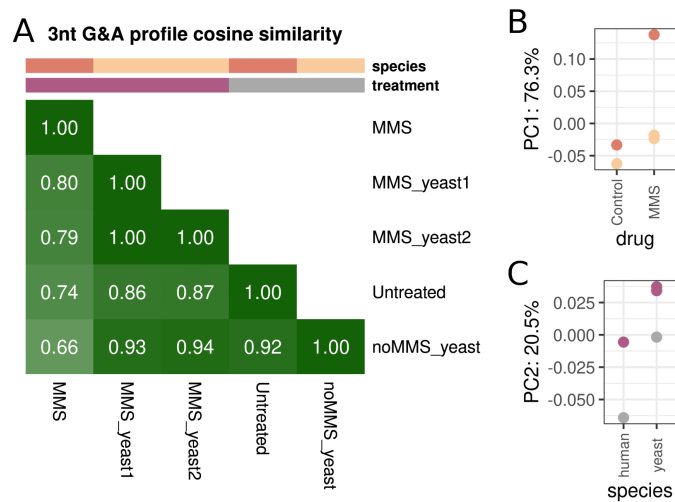 A 3nt G&A profile cosine similarity
species
treatment
1.00 MMS
0.80 1.00 MMS_yeast1
0.79 1.00 1.00 MMS_yeast2
0.74 0.86 0.87 1.00 Untreated
0.66 0.93 0.94 0.92 1.00 noMMS_yeast
MMS MMS_yeast1 MMS_yeast2 Untreated noMMS_yeast
B
PC1: 76.3%
0.10
0.05
0.00
-0.05
Control MMS
drug
C
PC2: 20.5%
0.025
0.000
-0.025
-0.050
human yeast
species